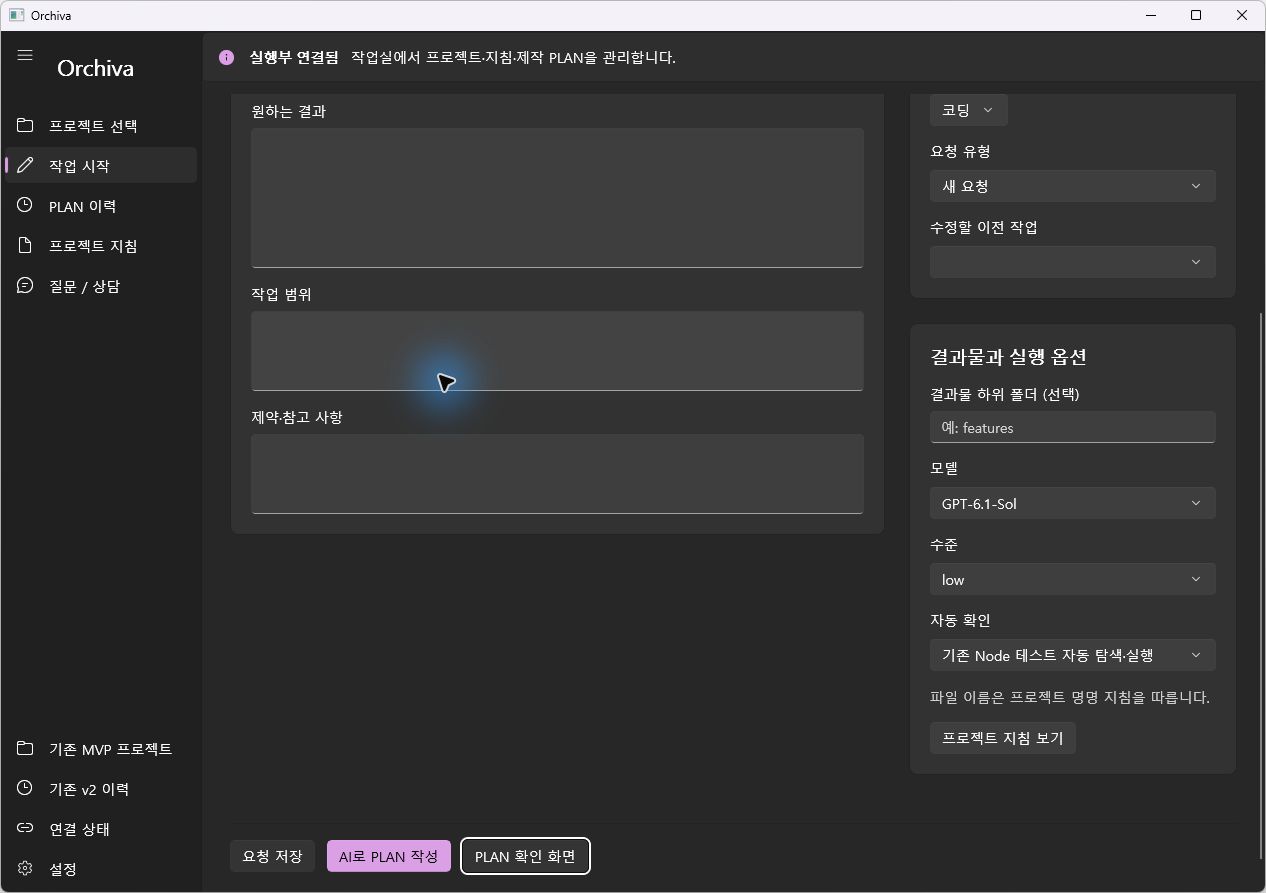 Orchiva
Orchiva
프로젝트 선택
작업 시작
PLAN 이력
프로젝트 지침
질문 / 상담
기존 MVP 프로젝트
기존 v2 이력
연결 상태
설정
실행부 연결됨 작업실에서 프로젝트·지침·제작 PLAN을 관리합니다.
원하는 결과
작업 범위
제약·참고 사항
코딩
요청 유형
새 요청
수정할 이전 작업
결과물과 실행 옵션
결과물 하위 폴더 (선택)
예: features
모델
GPT-6.1-Sol
수준
low
자동 확인
기존 Node 테스트 자동 탐색·실행
파일 이름은 프로젝트 명명 지침을 따릅니다.
프로젝트 지침 보기
요청 저장
AI로 PLAN 작성
PLAN 확인 화면